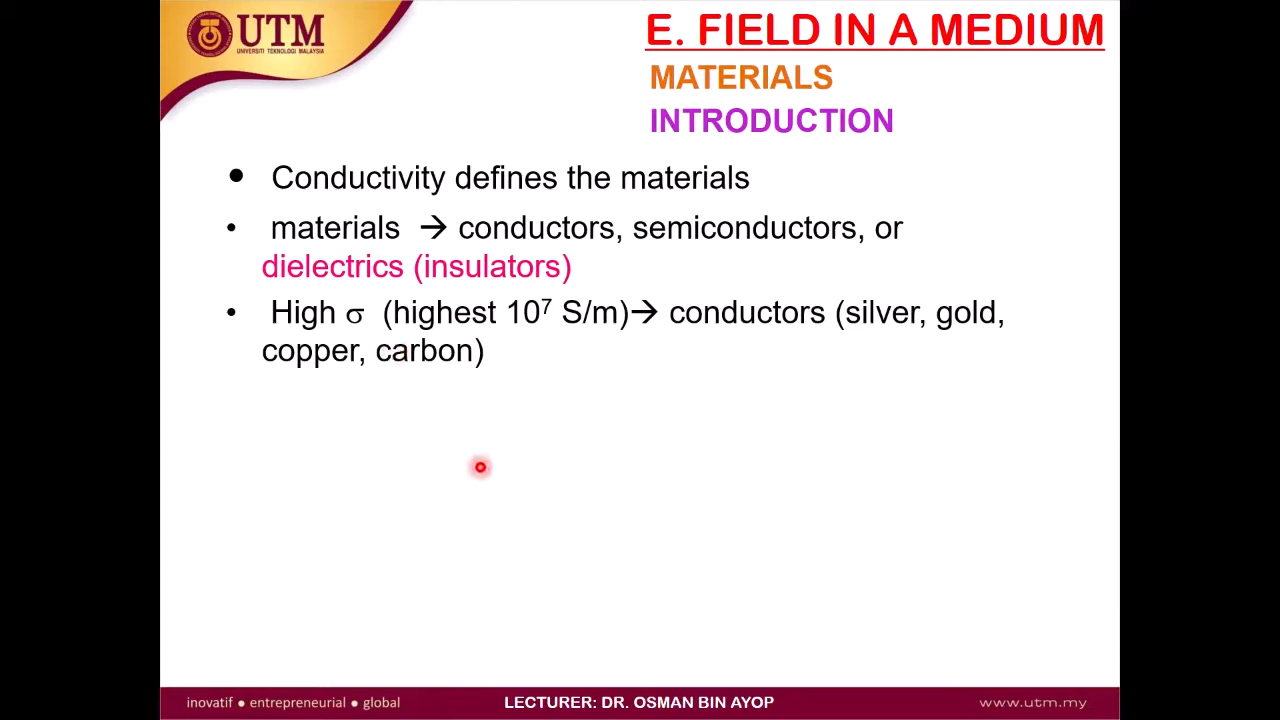 UTM
UNIVERSITI TEKNOLOGI MALAYSIA
E. FIELD IN A MEDIUM
MATERIALS
INTRODUCTION
• Conductivity defines the materials
• materials → conductors, semiconductors, or
dielectrics (insulators)
• High σ (highest 10⁷ S/m)→ conductors (silver, gold,
copper, carbon)
inovatif ● entrepreneurial ● global
LECTURER: DR. OSMAN BIN AYOP
www.utm.my